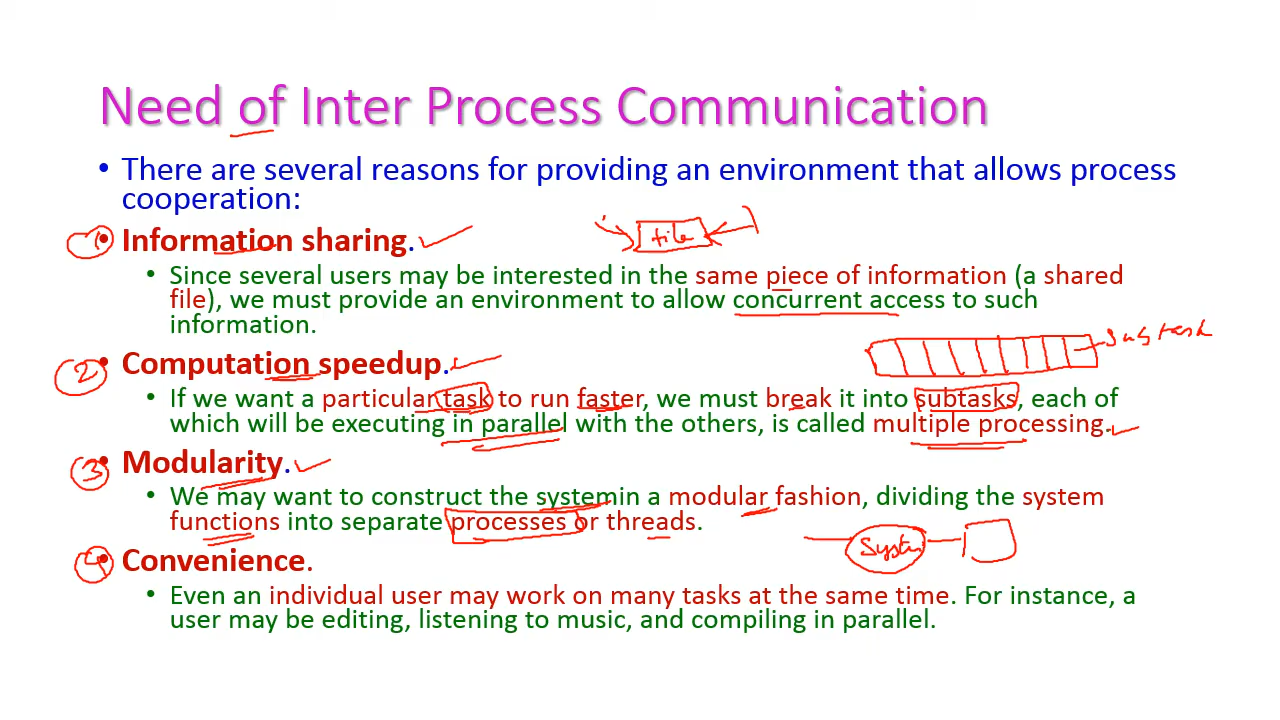 Need of Inter Process Communication
• There are several reasons for providing an environment that allows process
cooperation:
file
1 • Information sharing.
• Since several users may be interested in the same piece of information (a shared
file), we must provide an environment to allow concurrent access to such
information.
subtask
2 • Computation speedup.
• If we want a particular task to run faster, we must break it into subtasks, each of
which will be executing in parallel with the others, is called multiple processing.
3 • Modularity.
• We may want to construct the systemin a modular fashion, dividing the system
functions into separate processes or threads.
4 • Convenience.
• Even an individual user may work on many tasks at the same time. For instance, a
user may be editing, listening to music, and compiling in parallel.